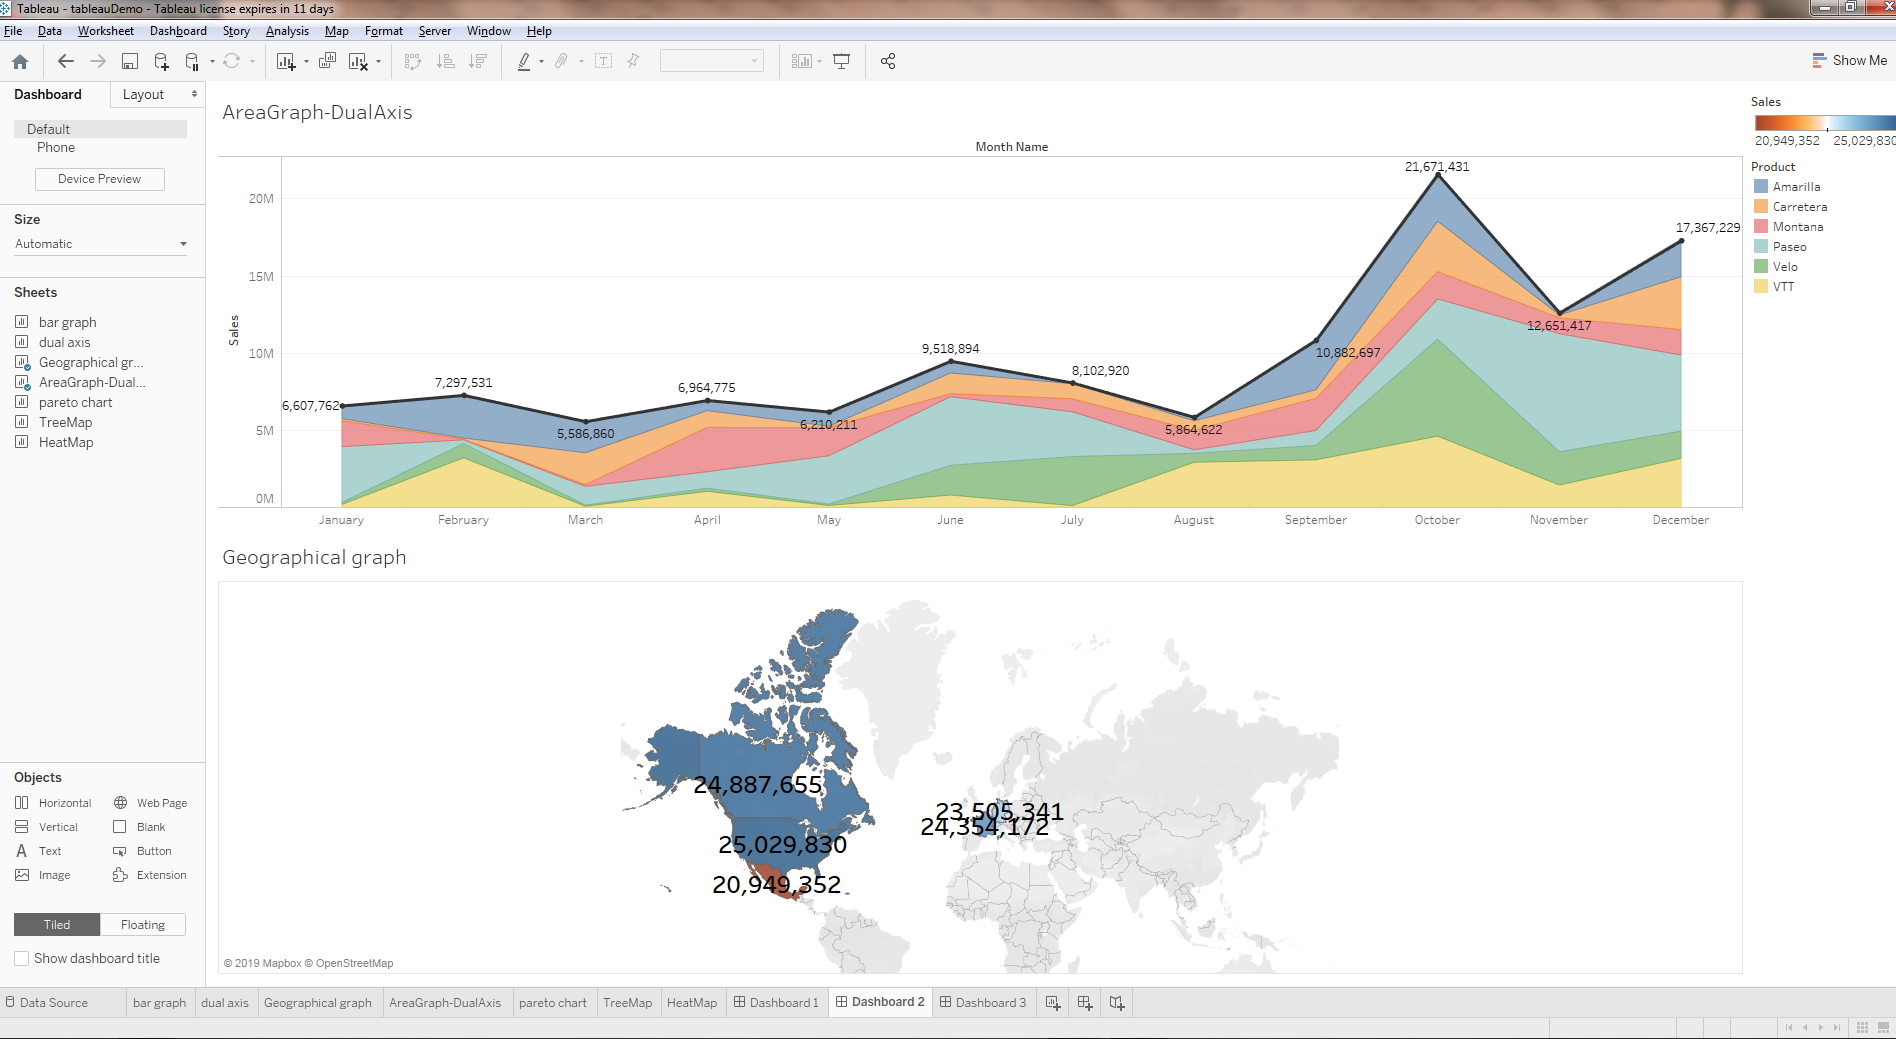 Tableau - tableauDemo - Tableau license expires in 11 days
File Data Worksheet Dashboard Story Analysis Map Format Server Window Help
Show Me
Dashboard Layout
Default
Phone
Device Preview
Size
Automatic
Sheets
bar graph
dual axis
Geographical gr...
AreaGraph-Dual...
pareto chart
TreeMap
HeatMap
Objects
Horizontal Web Page
Vertical Blank
Text Button
Image Extension
Tiled Floating
Show dashboard title
AreaGraph-DualAxis
Month Name
Sales
20M
15M
10M
5M
0M
6,607,762
7,297,531
5,586,860
6,964,775
6,210,211
9,518,894
8,102,920
5,864,622
10,882,697
21,671,431
12,651,417
17,367,229
January February March April May June July August September October November December
Sales
20,949,352 25,029,830
Product
Amarilla
Carretera
Montana
Paseo
Velo
VTT
Geographical graph
24,887,655
23,505,341
24,354,172
25,029,830
20,949,352
© 2019 Mapbox © OpenStreetMap
Data Source bar graph dual axis Geographical graph AreaGraph-DualAxis pareto chart TreeMap HeatMap Dashboard 1 Dashboard 2 Dashboard 3